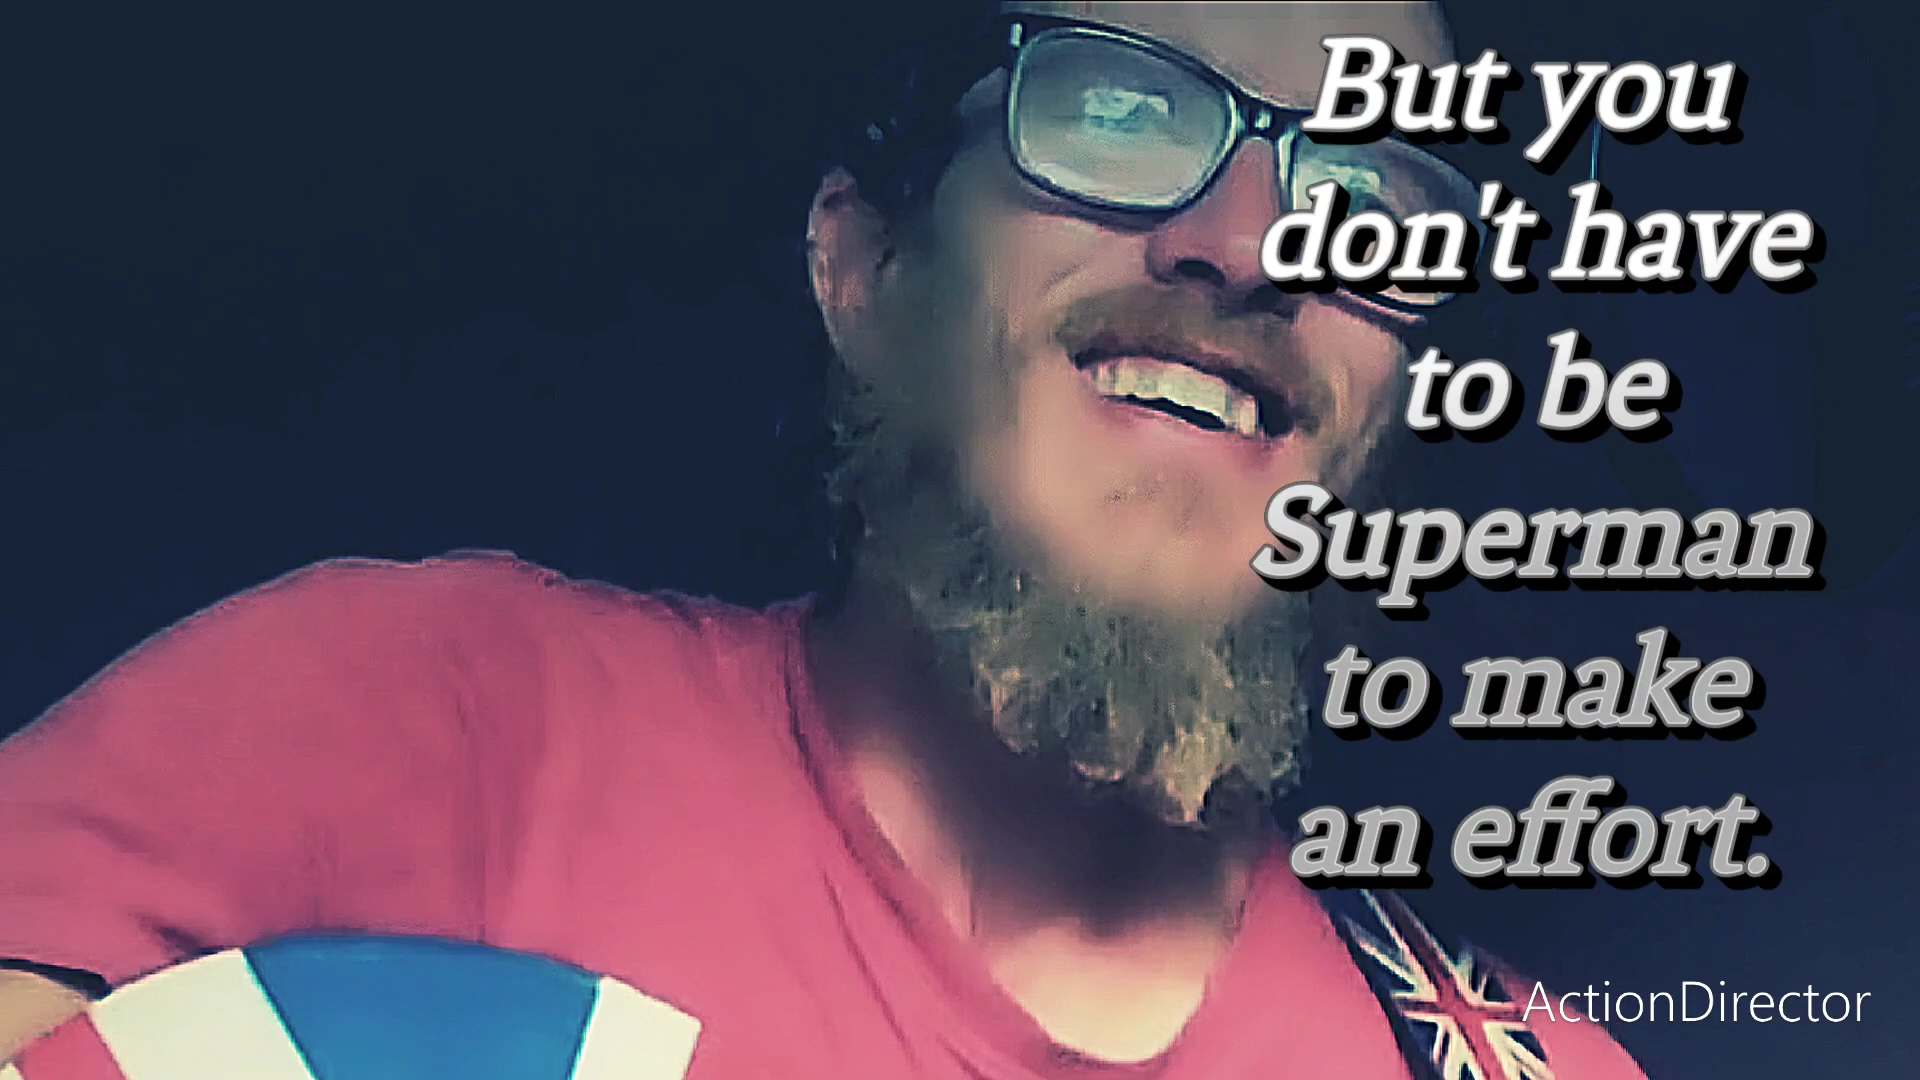 But you
don't have
to be
Superman
to make
an effort.
ActionDirector